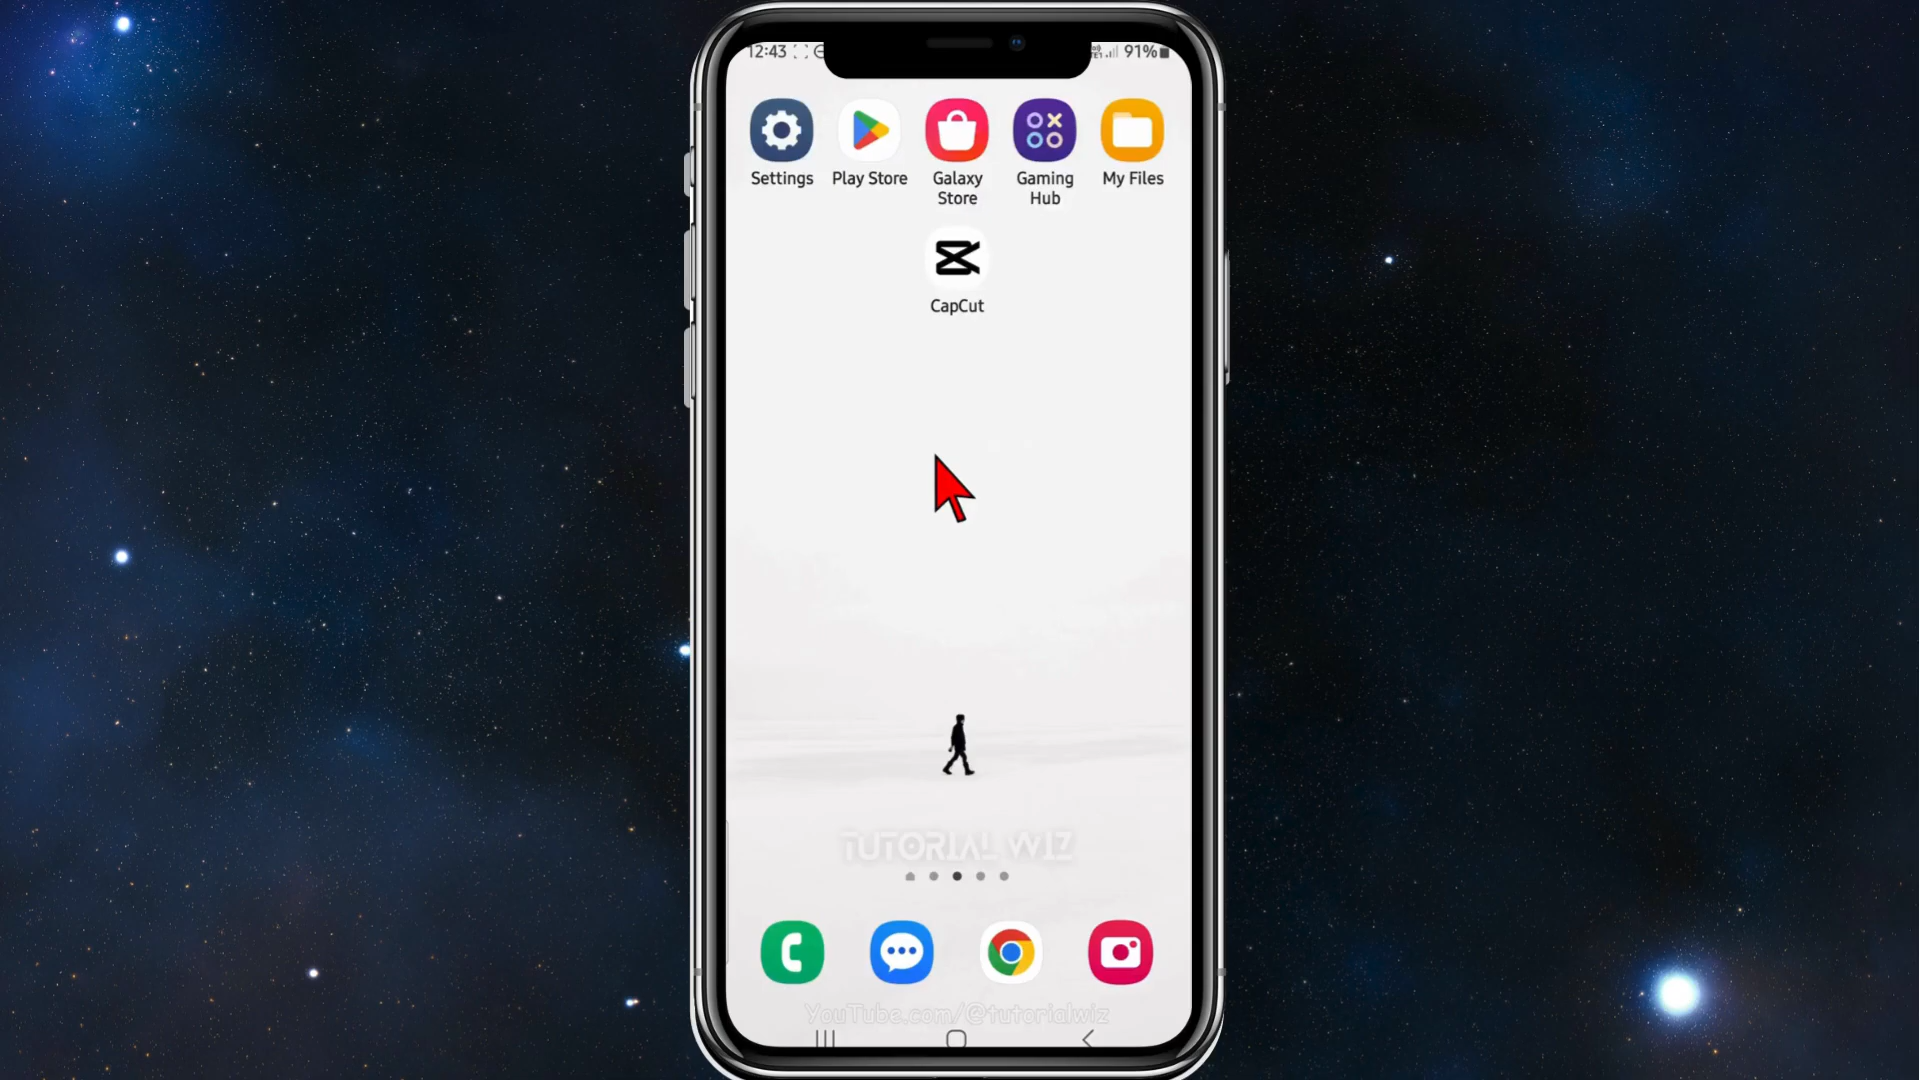 12:43
91%
Settings Play Store Galaxy Store Gaming Hub My Files
CapCut
TUTORIAL WIZ
YouTube.com/@tutorialwiz